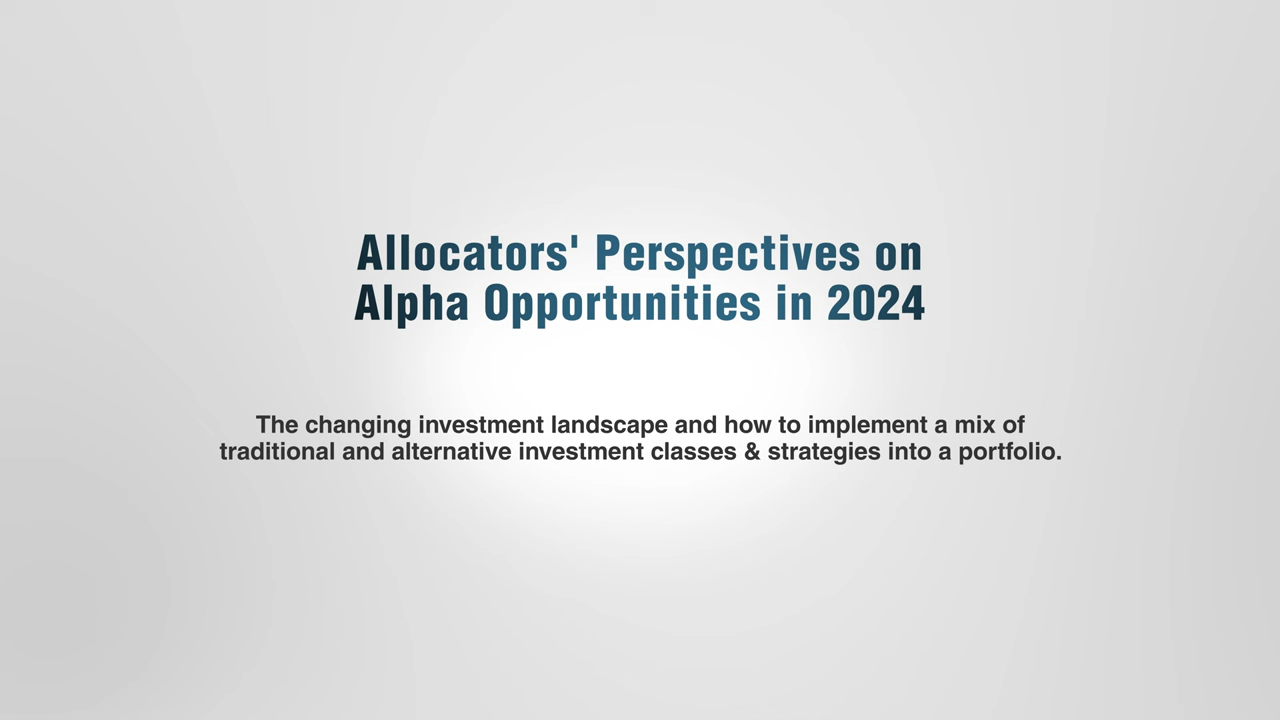 Allocators' Perspectives on
Alpha Opportunities in 2024
The changing investment landscape and how to implement a mix of
traditional and alternative investment classes & strategies into a portfolio.